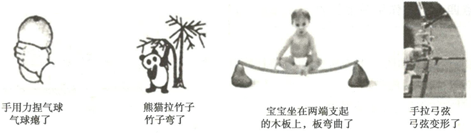 手用力捏气球
气球瘪了
熊猫拉竹子
竹子弯了
宝宝坐在两端支起
的木板上，板弯曲了
手拉弓弦
弓弦变形了